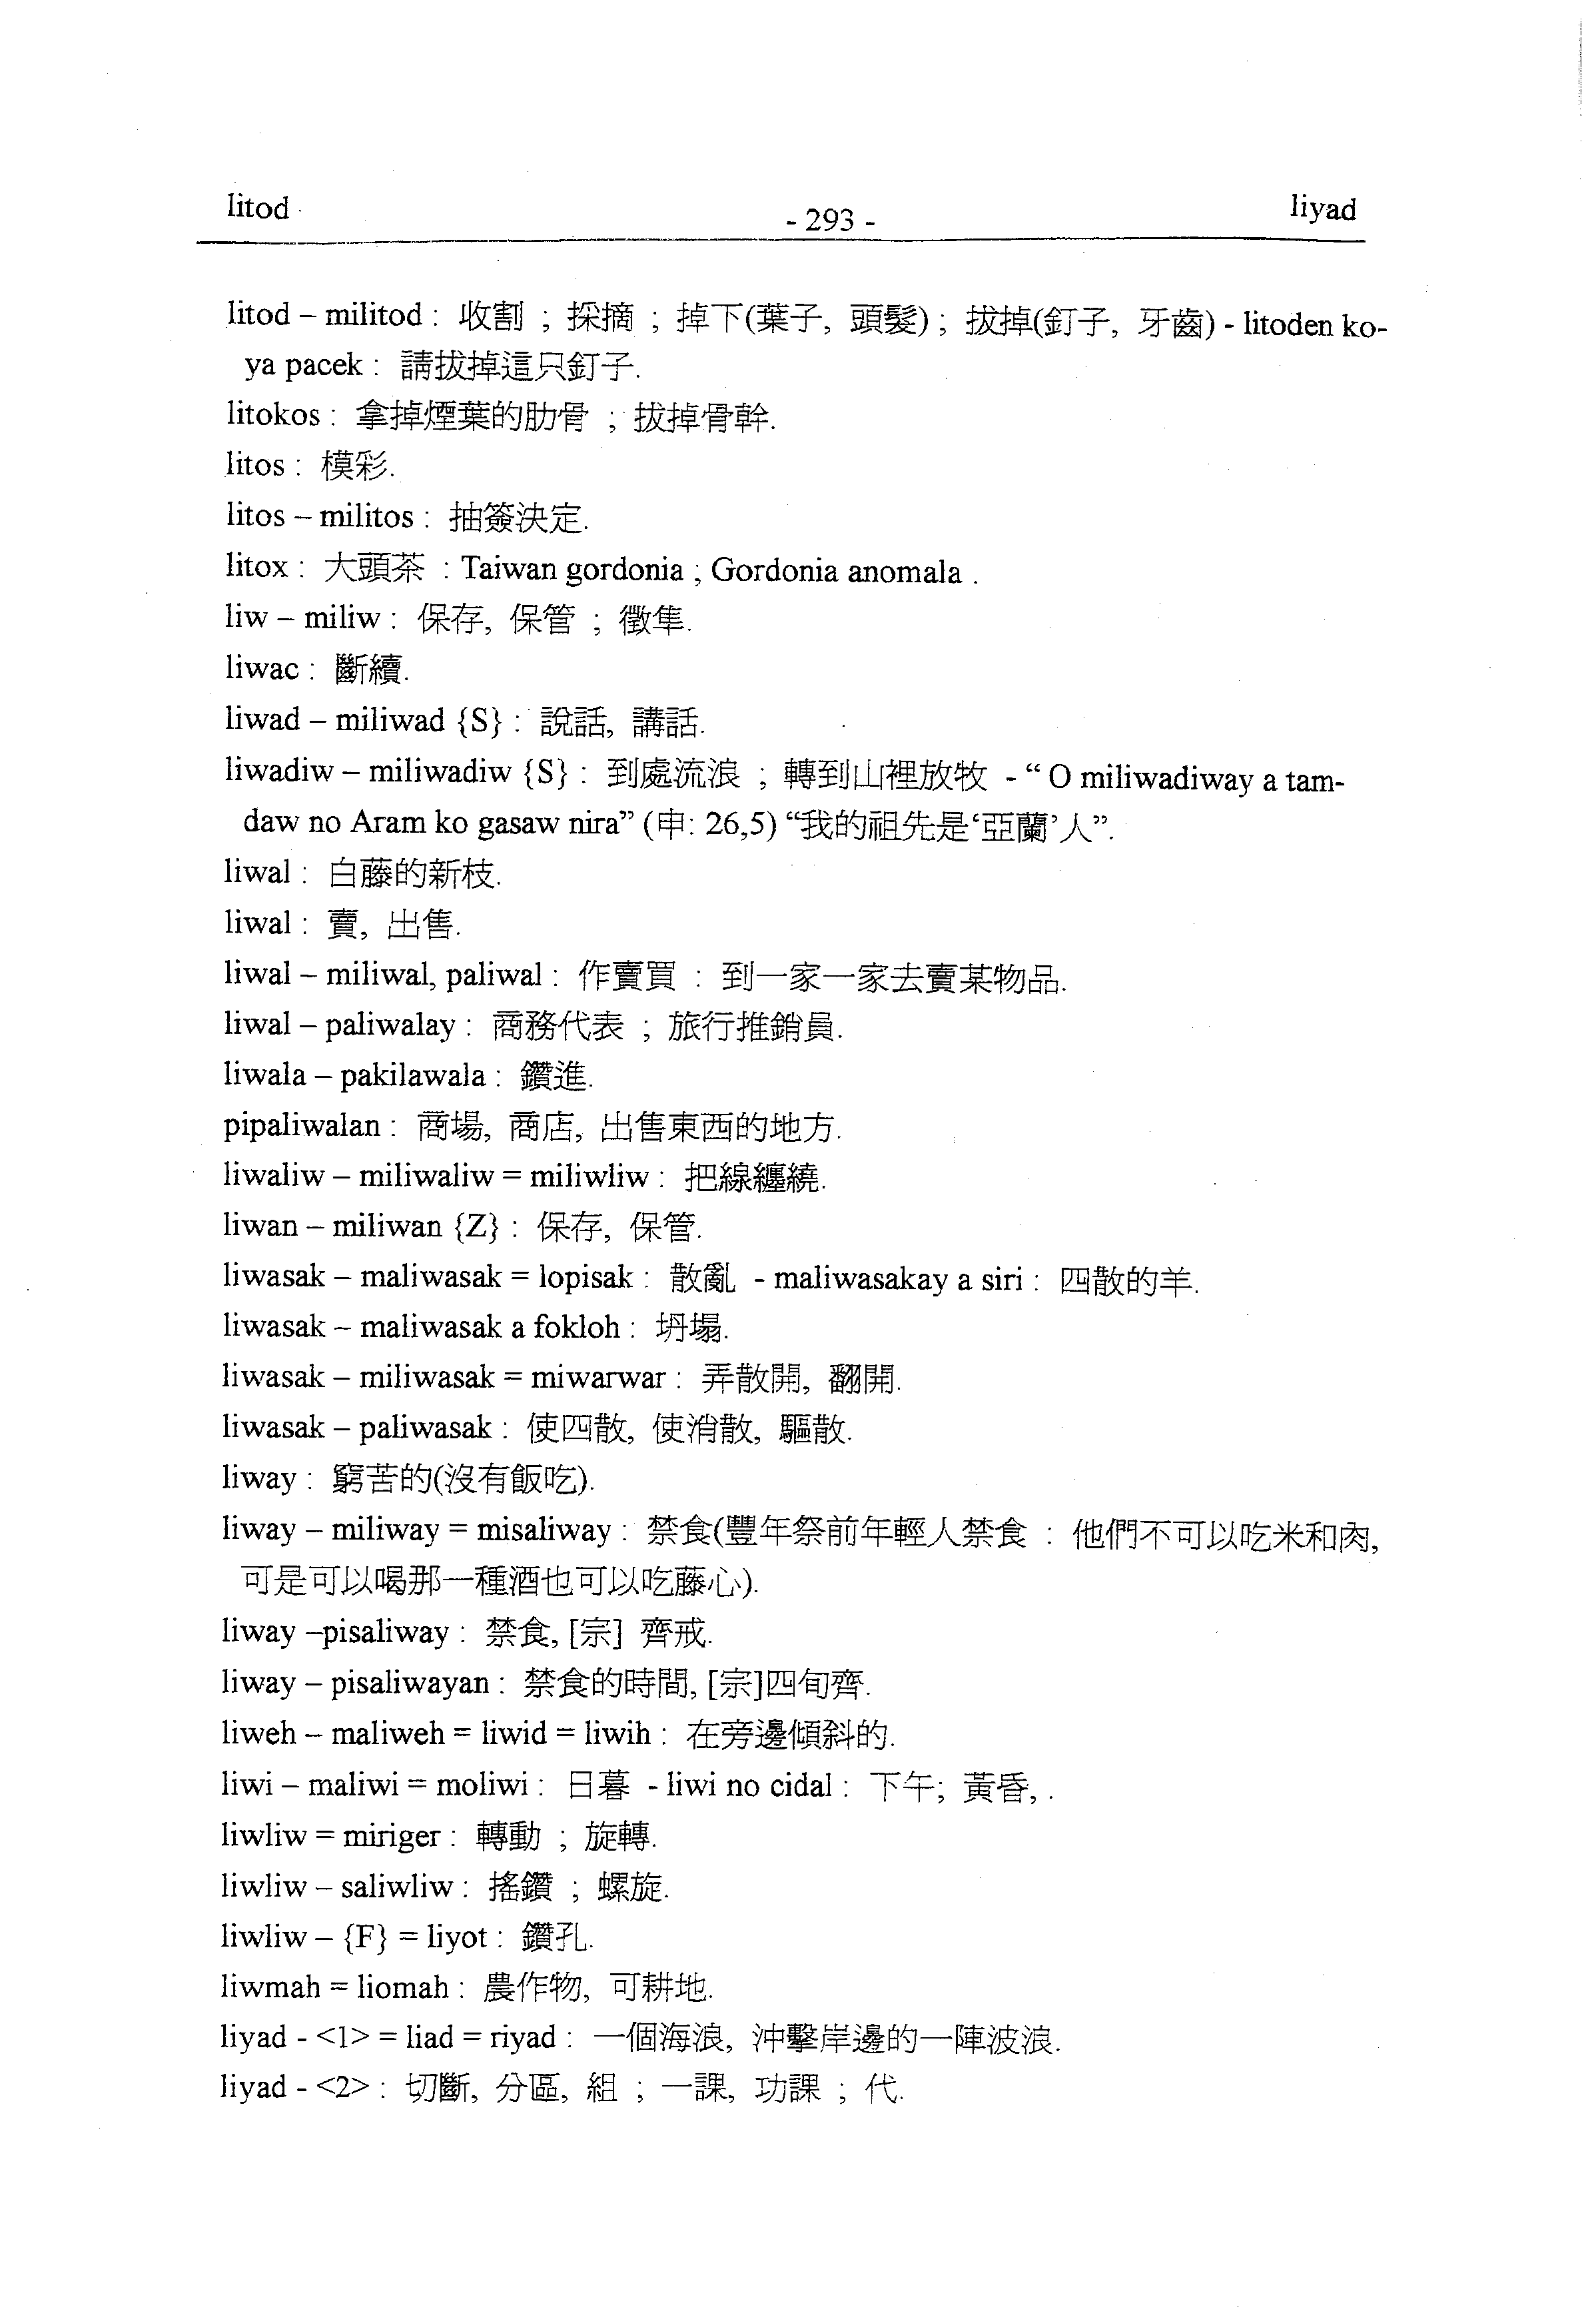 litod
- 293 -
liyad
litod – militod : 收割 ; 採摘 ; 掉下(葉子, 頭髮) ; 拔掉(釘子, 牙齒) - litoden ko-
ya pacek : 請拔掉這只釘子.
litokos : 拿掉煙葉的肋骨 ; 拔掉骨幹.
litos : 模彩.
litos – militos : 抽簽決定.
litox : 大頭茶 : Taiwan gordonia ; Gordonia anomala .
liw – miliw : 保存, 保管 ; 徵隼.
liwac : 斷續.
liwad – miliwad {S} : 說話, 講話.
liwadiw – miliwadiw {S} : 到處流浪 ; 轉到山裡放牧 - “ O miliwadiway a tam-
daw no Aram ko gasaw nira” (申: 26,5) “我的祖先是‘亞蘭’人”.
liwal : 白藤的新枝.
liwal : 賣, 出售.
liwal – miliwal, paliwal : 作賣買 : 到一家一家去賣某物品.
liwal – paliwalay : 商務代表 ; 旅行推銷員.
liwala – pakilawala : 鑽進.
pipaliwalan : 商場, 商店, 出售東西的地方.
liwaliw – miliwaliw = miliwliw : 把線纏繞.
liwan – miliwan {Z} : 保存, 保管.
liwasak – maliwasak = lopisak : 散亂 - maliwasakay a siri : 四散的羊.
liwasak – maliwasak a fokloh : 坍塌.
liwasak – miliwasak = miwarwar : 弄散開, 翻開.
liwasak – paliwasak : 使四散, 使消散, 驅散.
liway : 窮苦的(沒有飯吃).
liway – miliway = misaliway : 禁食(豐年祭前年輕人禁食 : 他們不可以吃米和肉,
可是可以喝那一種酒也可以吃藤心).
liway –pisaliway : 禁食, [宗] 齊戒.
liway – pisaliwayan : 禁食的時間, [宗]四旬齊.
liweh – maliweh = liwid = liwih : 在旁邊傾斜的.
liwi – maliwi = moliwi : 日暮 - liwi no cidal : 下午; 黃昏, .
liwliw = miriger : 轉動 ; 旋轉.
liwliw – saliwliw : 搖鑽 ; 螺旋.
liwliw – {F} = liyot : 鑽孔.
liwmah = liomah : 農作物, 可耕地.
liyad - <1> = liad = riyad : 一個海浪, 沖擊岸邊的一陣波浪.
liyad - <2> : 切斷, 分區, 組 ; 一課, 功課 ; 代.